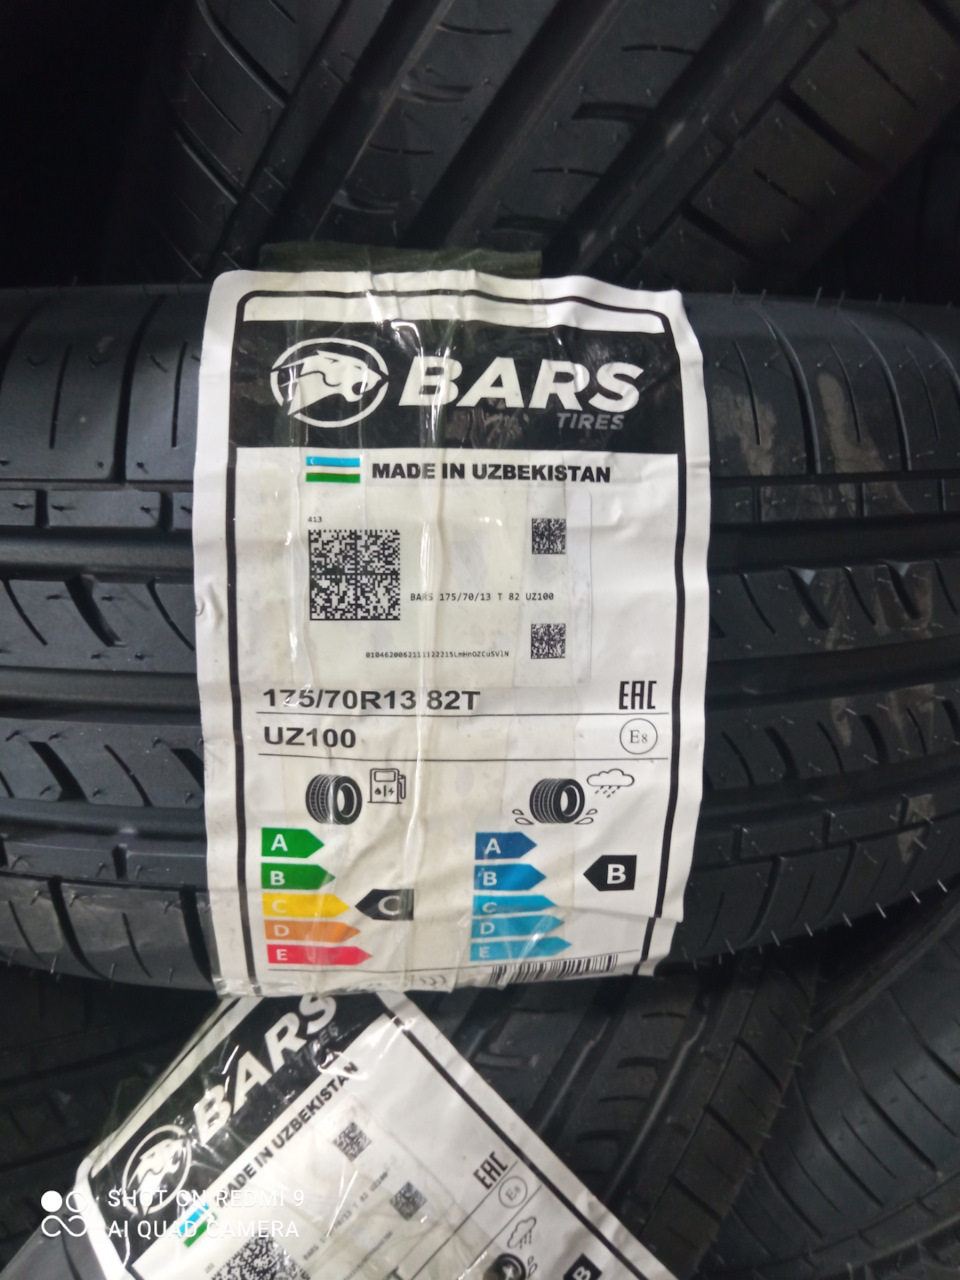 BARS
TIRES
MADE IN UZBEKISTAN
413
BARS 175/70/13 T 82 UZ100
175/70R13 82T
EAC
UZ100
E8
A
A
B
B
B
C
C
C
D
D
E
E
BARS
MADE IN UZBEKISTAN
EAC
E8
B
SHOT ON REDMI 9
AI QUAD CAMERA